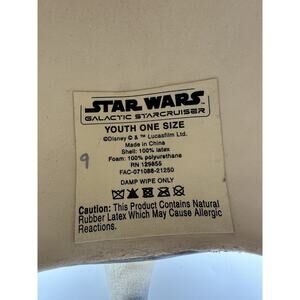 STAR WARS
GALACTIC STARCRUISER
YOUTH ONE SIZE
©Disney © & ™ Lucasfilm Ltd.
Made in China
Shell: 100% latex
Foam: 100% polyurethane
RN 129855
FAC-071088-21250
DAMP WIPE ONLY
9
Caution: This Product Contains Natural
Rubber Latex Which May Cause Allergic
Reactions.